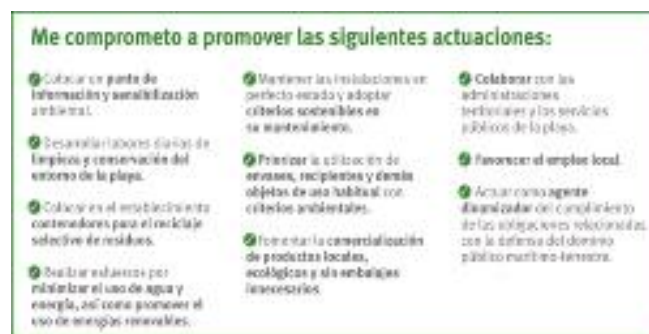 Me comprometo a promover las siguientes actuaciones:
Colocar un punto de
información y sensibilización
ambiental.
Desarrollar labores diarias de
limpieza y conservación del
entorno de la playa.
Colocar en el establecimiento
contenedores para el reciclaje
selectivo de residuos.
Realizar esfuerzos por
minimizar el uso de agua y
energía, así como promover el
uso de energías renovables.
Mantener las instalaciones en
perfecto estado y adoptar
criterios sostenibles en
su mantenimiento.
Priorizar la utilización de
envases, recipientes y demás
objetos de uso habitual con
criterios ambientales.
Fomentar la comercialización
de productos locales,
ecológicos y sin embalajes
innecesarios.
Colaborar con las
administraciones
territoriales y los servicios
públicos de la playa.
Favorecer el empleo local.
Actuar como agente
dinamizador del cumplimiento
de las obligaciones relacionadas
con la defensa del dominio
público marítimo-terrestre.